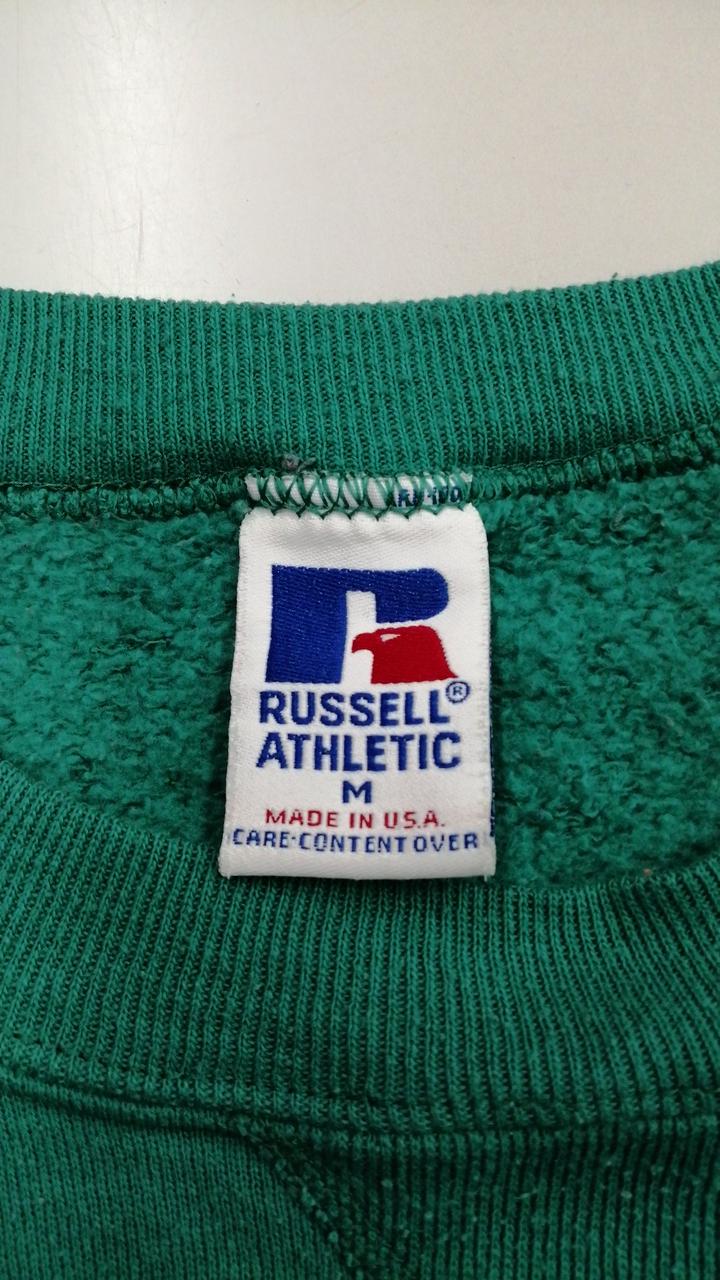 RUSSELL®
ATHLETIC
M
MADE IN U.S.A.
CARE·CONTENT OVER